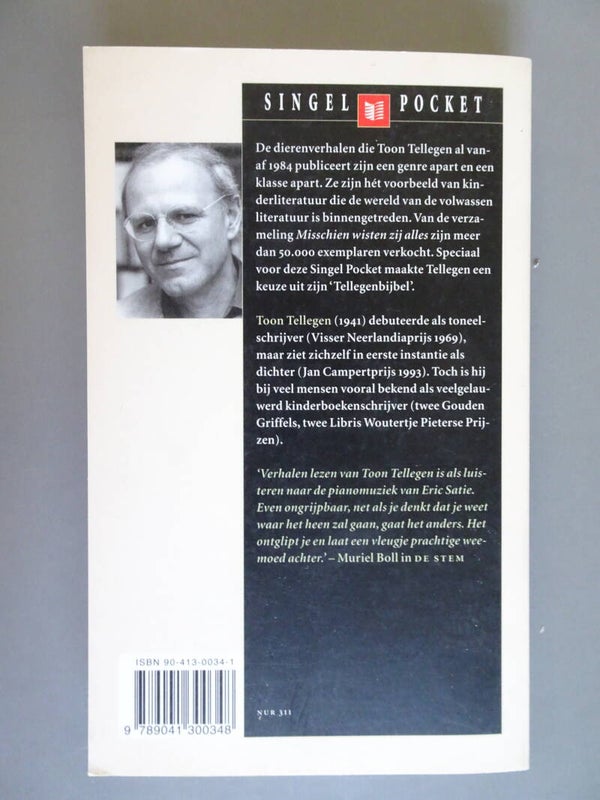 SINGEL POCKET
De dierenverhalen die Toon Tellegen al van-
af 1984 publiceert zijn een genre apart en een
klasse apart. Ze zijn hét voorbeeld van kin-
derliteratuur die de wereld van de volwassen
literatuur is binnengetreden. Van de verza-
meling Misschien wisten zij alles zijn meer
dan 50.000 exemplaren verkocht. Speciaal
voor deze Singel Pocket maakte Tellegen een
keuze uit zijn ‘Tellegenbijbel’.
Toon Tellegen (1941) debuteerde als toneel-
schrijver (Visser Neerlandiaprijs 1969),
maar ziet zichzelf in eerste instantie als
dichter (Jan Campertprijs 1993). Toch is hij
bij veel mensen vooral bekend als veelgelau-
werd kinderboekenschrijver (twee Gouden
Griffels, twee Libris Woutertje Pieterse Prij-
zen).
‘Verhalen lezen van Toon Tellegen is als luis-
teren naar de pianomuziek van Eric Satie.
Even ongrijpbaar, net als je denkt dat je weet
waar het heen zal gaan, gaat het anders. Het
ontglipt je en laat een vleugje prachtige wee-
moed achter.’ – Muriel Boll in DE STEM
ISBN 90-413-0034-1
9 789041 300348
NUR 311